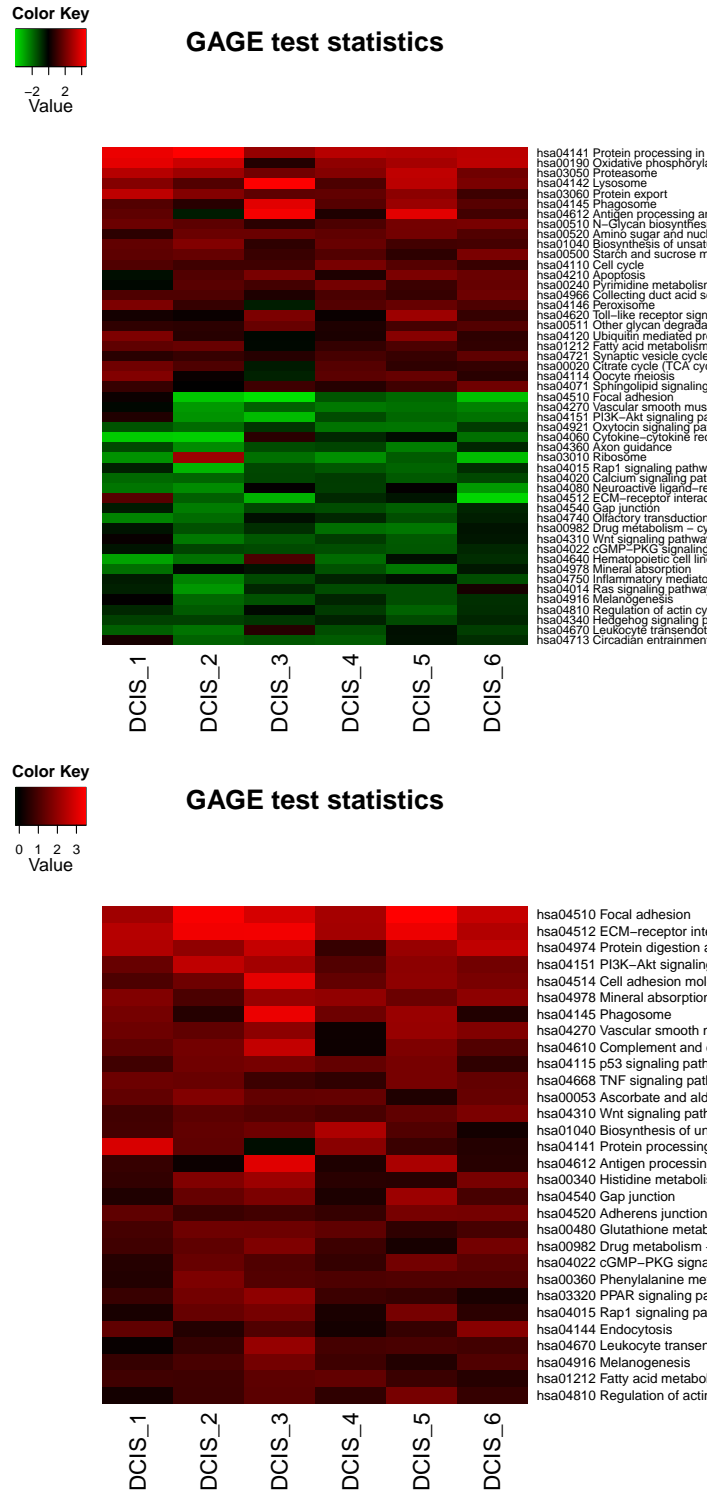 Color Key
−2 2
Value
GAGE test statistics
hsa04141 Protein processing in
hsa00190 Oxidative phosphoryla
hsa03050 Proteasome
hsa04142 Lysosome
hsa03060 Protein export
hsa04145 Phagosome
hsa04612 Antigen processing an
hsa00510 N−Glycan biosynthesis
hsa00520 Amino sugar and nucl
hsa01040 Biosynthesis of unsatu
hsa00500 Starch and sucrose m
hsa04110 Cell cycle
hsa04210 Apoptosis
hsa00240 Pyrimidine metabolism
hsa04966 Collecting duct acid se
hsa04146 Peroxisome
hsa04620 Toll−like receptor sign
hsa00511 Other glycan degrada
hsa04120 Ubiquitin mediated pro
hsa01212 Fatty acid metabolism
hsa04721 Synaptic vesicle cycle
hsa00020 Citrate cycle (TCA cyc
hsa04114 Oocyte meiosis
hsa04071 Sphingolipid signaling
hsa04510 Focal adhesion
hsa04270 Vascular smooth mus
hsa04151 PI3K−Akt signaling pa
hsa04921 Oxytocin signaling pa
hsa04060 Cytokine−cytokine rec
hsa04360 Axon guidance
hsa03010 Ribosome
hsa04015 Rap1 signaling pathw
hsa04020 Calcium signaling pat
hsa04080 Neuroactive ligand−re
hsa04512 ECM−receptor interac
hsa04540 Gap junction
hsa04740 Olfactory transduction
hsa00982 Drug metabolism − cy
hsa04310 Wnt signaling pathway
hsa04022 cGMP−PKG signaling
hsa04640 Hematopoietic cell line
hsa04978 Mineral absorption
hsa04750 Inflammatory mediato
hsa04014 Ras signaling pathway
hsa04916 Melanogenesis
hsa04810 Regulation of actin cy
hsa04340 Hedgehog signaling p
hsa04670 Leukocyte transendot
hsa04713 Circadian entrainment
DCIS_1 DCIS_2 DCIS_3 DCIS_4 DCIS_5 DCIS_6
Color Key
0 1 2 3
Value
GAGE test statistics
hsa04510 Focal adhesion
hsa04512 ECM−receptor inte
hsa04974 Protein digestion a
hsa04151 PI3K−Akt signaling
hsa04514 Cell adhesion mol
hsa04978 Mineral absorption
hsa04145 Phagosome
hsa04270 Vascular smooth m
hsa04610 Complement and c
hsa04115 p53 signaling path
hsa04668 TNF signaling path
hsa00053 Ascorbate and ald
hsa04310 Wnt signaling path
hsa01040 Biosynthesis of un
hsa04141 Protein processing
hsa04612 Antigen processin
hsa00340 Histidine metabolis
hsa04540 Gap junction
hsa04520 Adherens junction
hsa00480 Glutathione metab
hsa00982 Drug metabolism −
hsa04022 cGMP−PKG signa
hsa00360 Phenylalanine me
hsa03320 PPAR signaling pa
hsa04015 Rap1 signaling pa
hsa04144 Endocytosis
hsa04670 Leukocyte transen
hsa04916 Melanogenesis
hsa01212 Fatty acid metabol
hsa04810 Regulation of actin
DCIS_1 DCIS_2 DCIS_3 DCIS_4 DCIS_5 DCIS_6